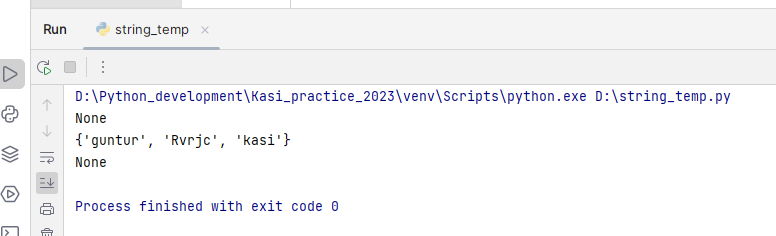 Run string_temp
D:\Python_development\Kasi_practice_2023\venv\Scripts\python.exe D:\string_temp.py
None
{'guntur', 'Rvrjc', 'kasi'}
None
Process finished with exit code 0